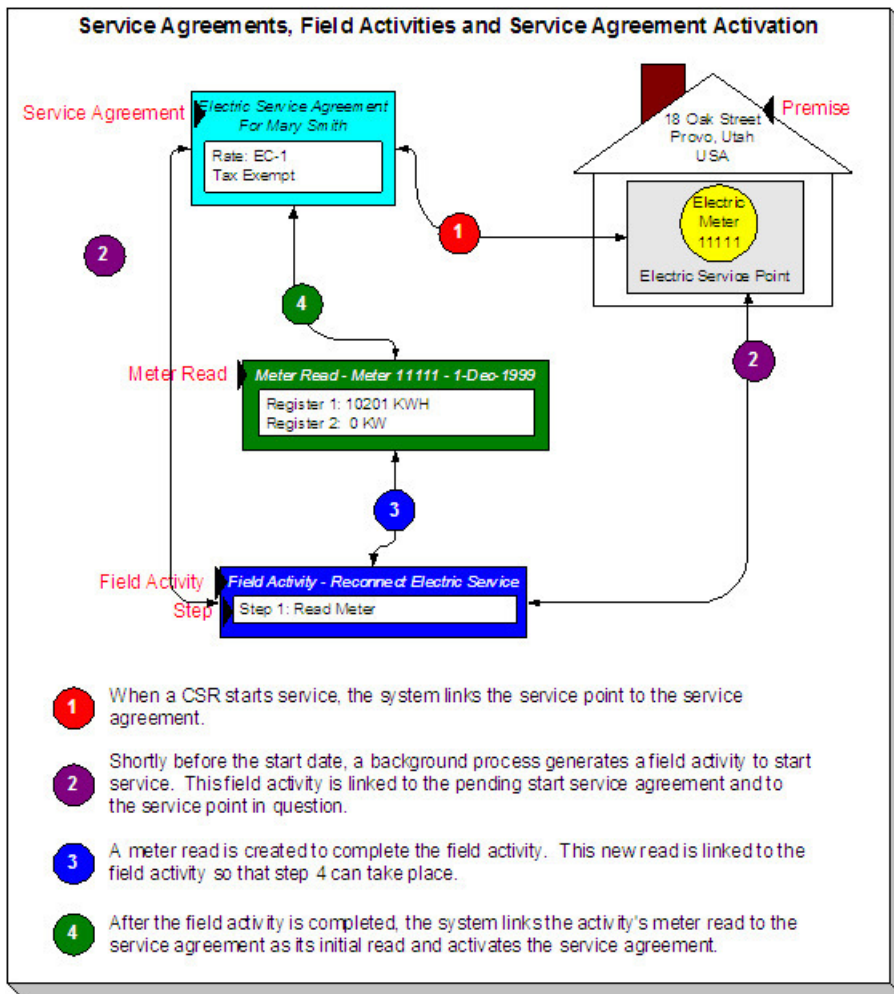 Service Agreements, Field Activities and Service Agreement Activation
Service Agreement
Electric Service Agreement
For Mary Smith
Rate: EC-1
Tax Exempt
Premise
18 Oak Street
Provo, Utah
USA
Electric
Meter
11111
Electric Service Point
1
2
4
2
Meter Read
Meter Read - Meter 11111 - 1-Dec-1999
Register 1: 10201 KWH
Register 2: 0 KW
3
Field Activity
Field Activity - Reconnect Electric Service
Step
Step 1: Read Meter
1
When a CSR starts service, the system links the service point to the service
agreement.
2
Shortly before the start date, a background process generates a field activity to start
service. This field activity is linked to the pending start service agreement and to
the service point in question.
3
A meter read is created to complete the field activity. This new read is linked to the
field activity so that step 4 can take place.
4
After the field activity is completed, the system links the activity's meter read to the
service agreement as its initial read and activates the service agreement.